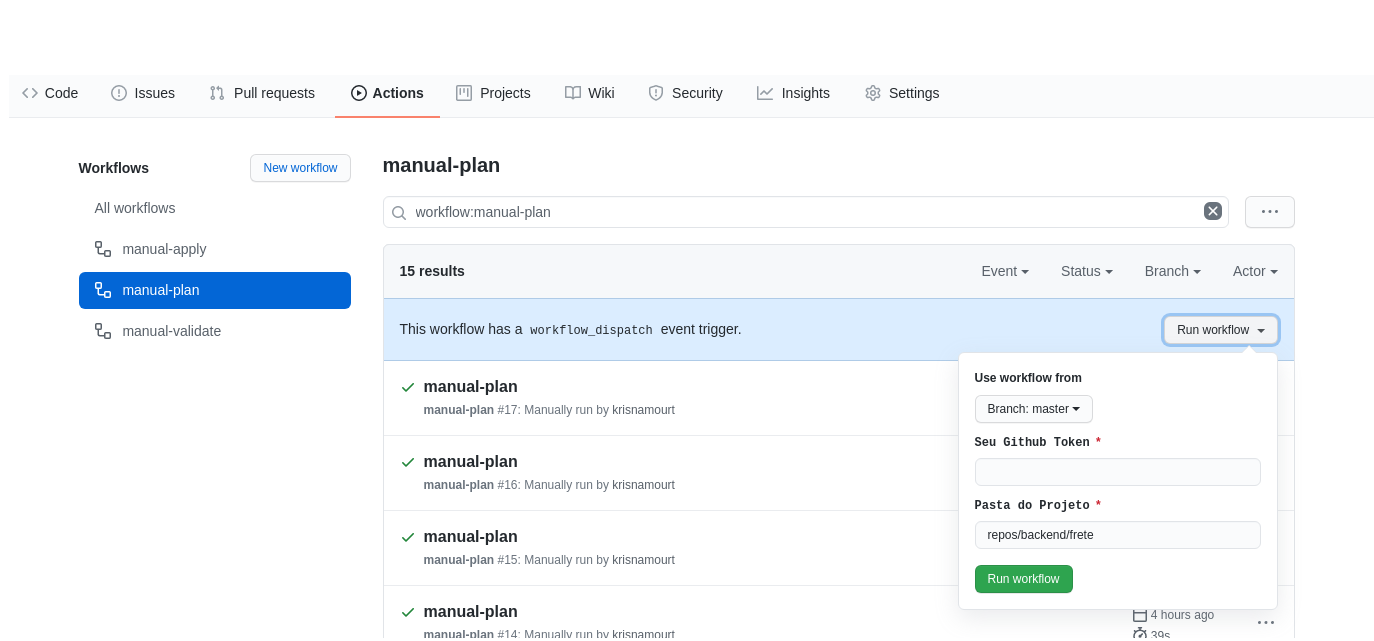 Code Issues Pull requests Actions Projects Wiki Security Insights Settings
Workflows
New workflow
All workflows
manual-apply
manual-plan
manual-validate
manual-plan
workflow:manual-plan
15 results
Event Status Branch Actor
This workflow has a workflow_dispatch event trigger.
Run workflow
Use workflow from
Branch: master
Seu Github Token *
Pasta do Projeto *
repos/backend/frete
Run workflow
manual-plan
manual-plan #17: Manually run by krisnamourt
manual-plan
manual-plan #16: Manually run by krisnamourt
manual-plan
manual-plan #15: Manually run by krisnamourt
manual-plan
manual-plan #14: Manually run by krisnamourt
4 hours ago
39s